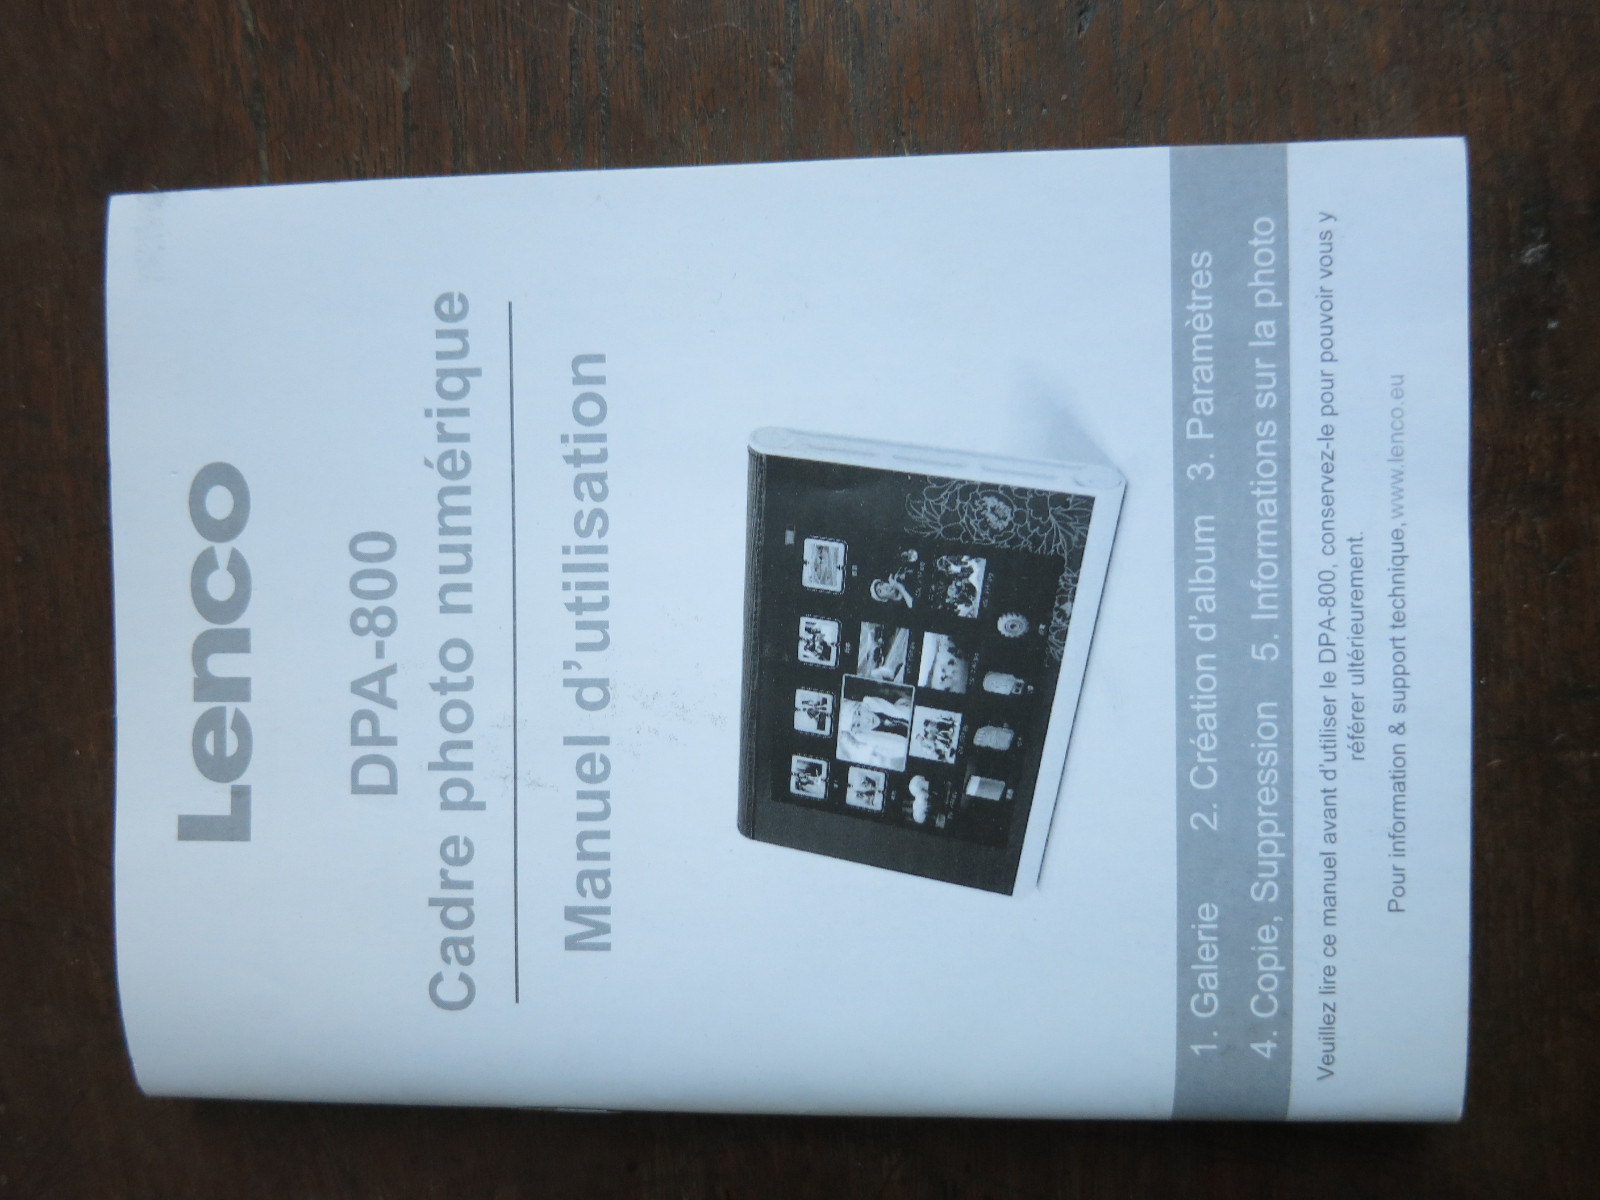 Lenco
DPA-800
Cadre photo numérique
Manuel d'utilisation
1. Galerie 2. Création d'album 3. Paramètres
4. Copie, Suppression 5. Informations sur la photo
Veuillez lire ce manuel avant d'utiliser le DPA-800, conservez-le pour pouvoir vous y
référer ultérieurement.
Pour information & support technique,www.lenco.eu